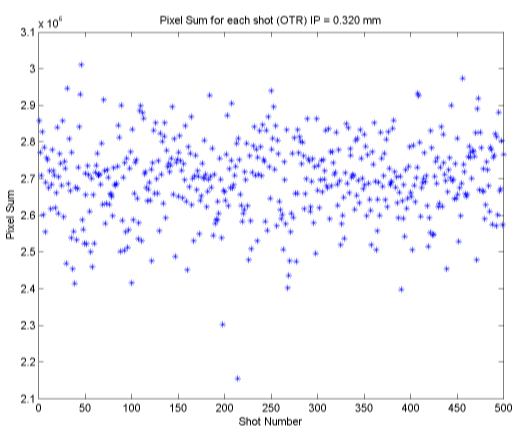 Pixel Sum for each shot (OTR) IP = 0.320 mm
x 10^6
3.1
3
2.9
2.8
2.7
2.6
2.5
2.4
2.3
2.2
2.1
Pixel Sum
0 50 100 150 200 250 300 350 400 450 500
Shot Number